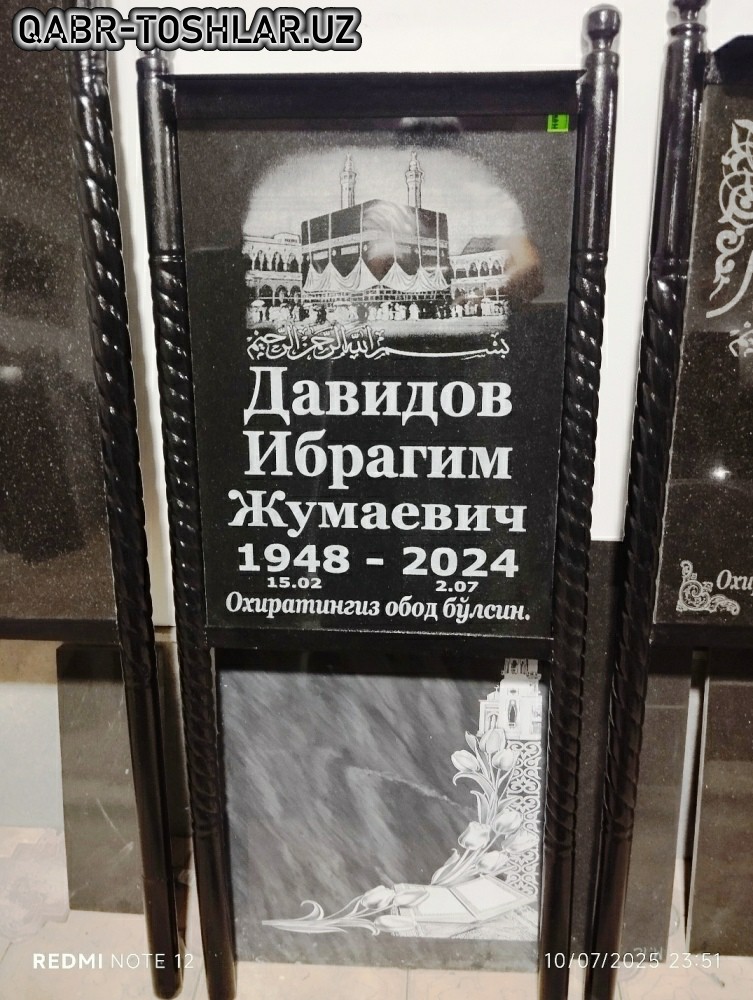 QABR-TOSHLAR.UZ
بسم الله الرحمن الرحيم
Давидов
Ибрагим
Жумаевич
1948 - 2024
15.02 2.07
Охиратингиз обод бўлсин.
Охи
REDMI NOTE 12
10/07/2025 23:51